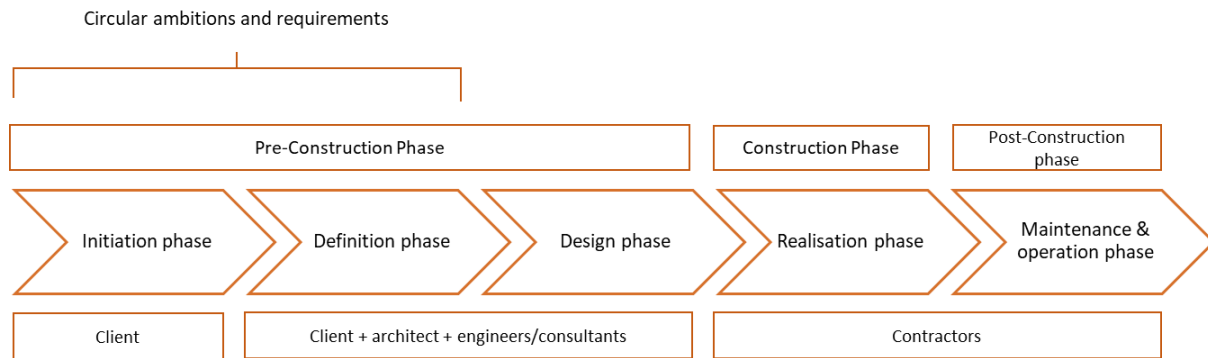 Circular ambitions and requirements
Pre-Construction Phase
Construction Phase
Post-Construction
phase
Initiation phase
Definition phase
Design phase
Realisation phase
Maintenance &
operation phase
Client
Client + architect + engineers/consultants
Contractors